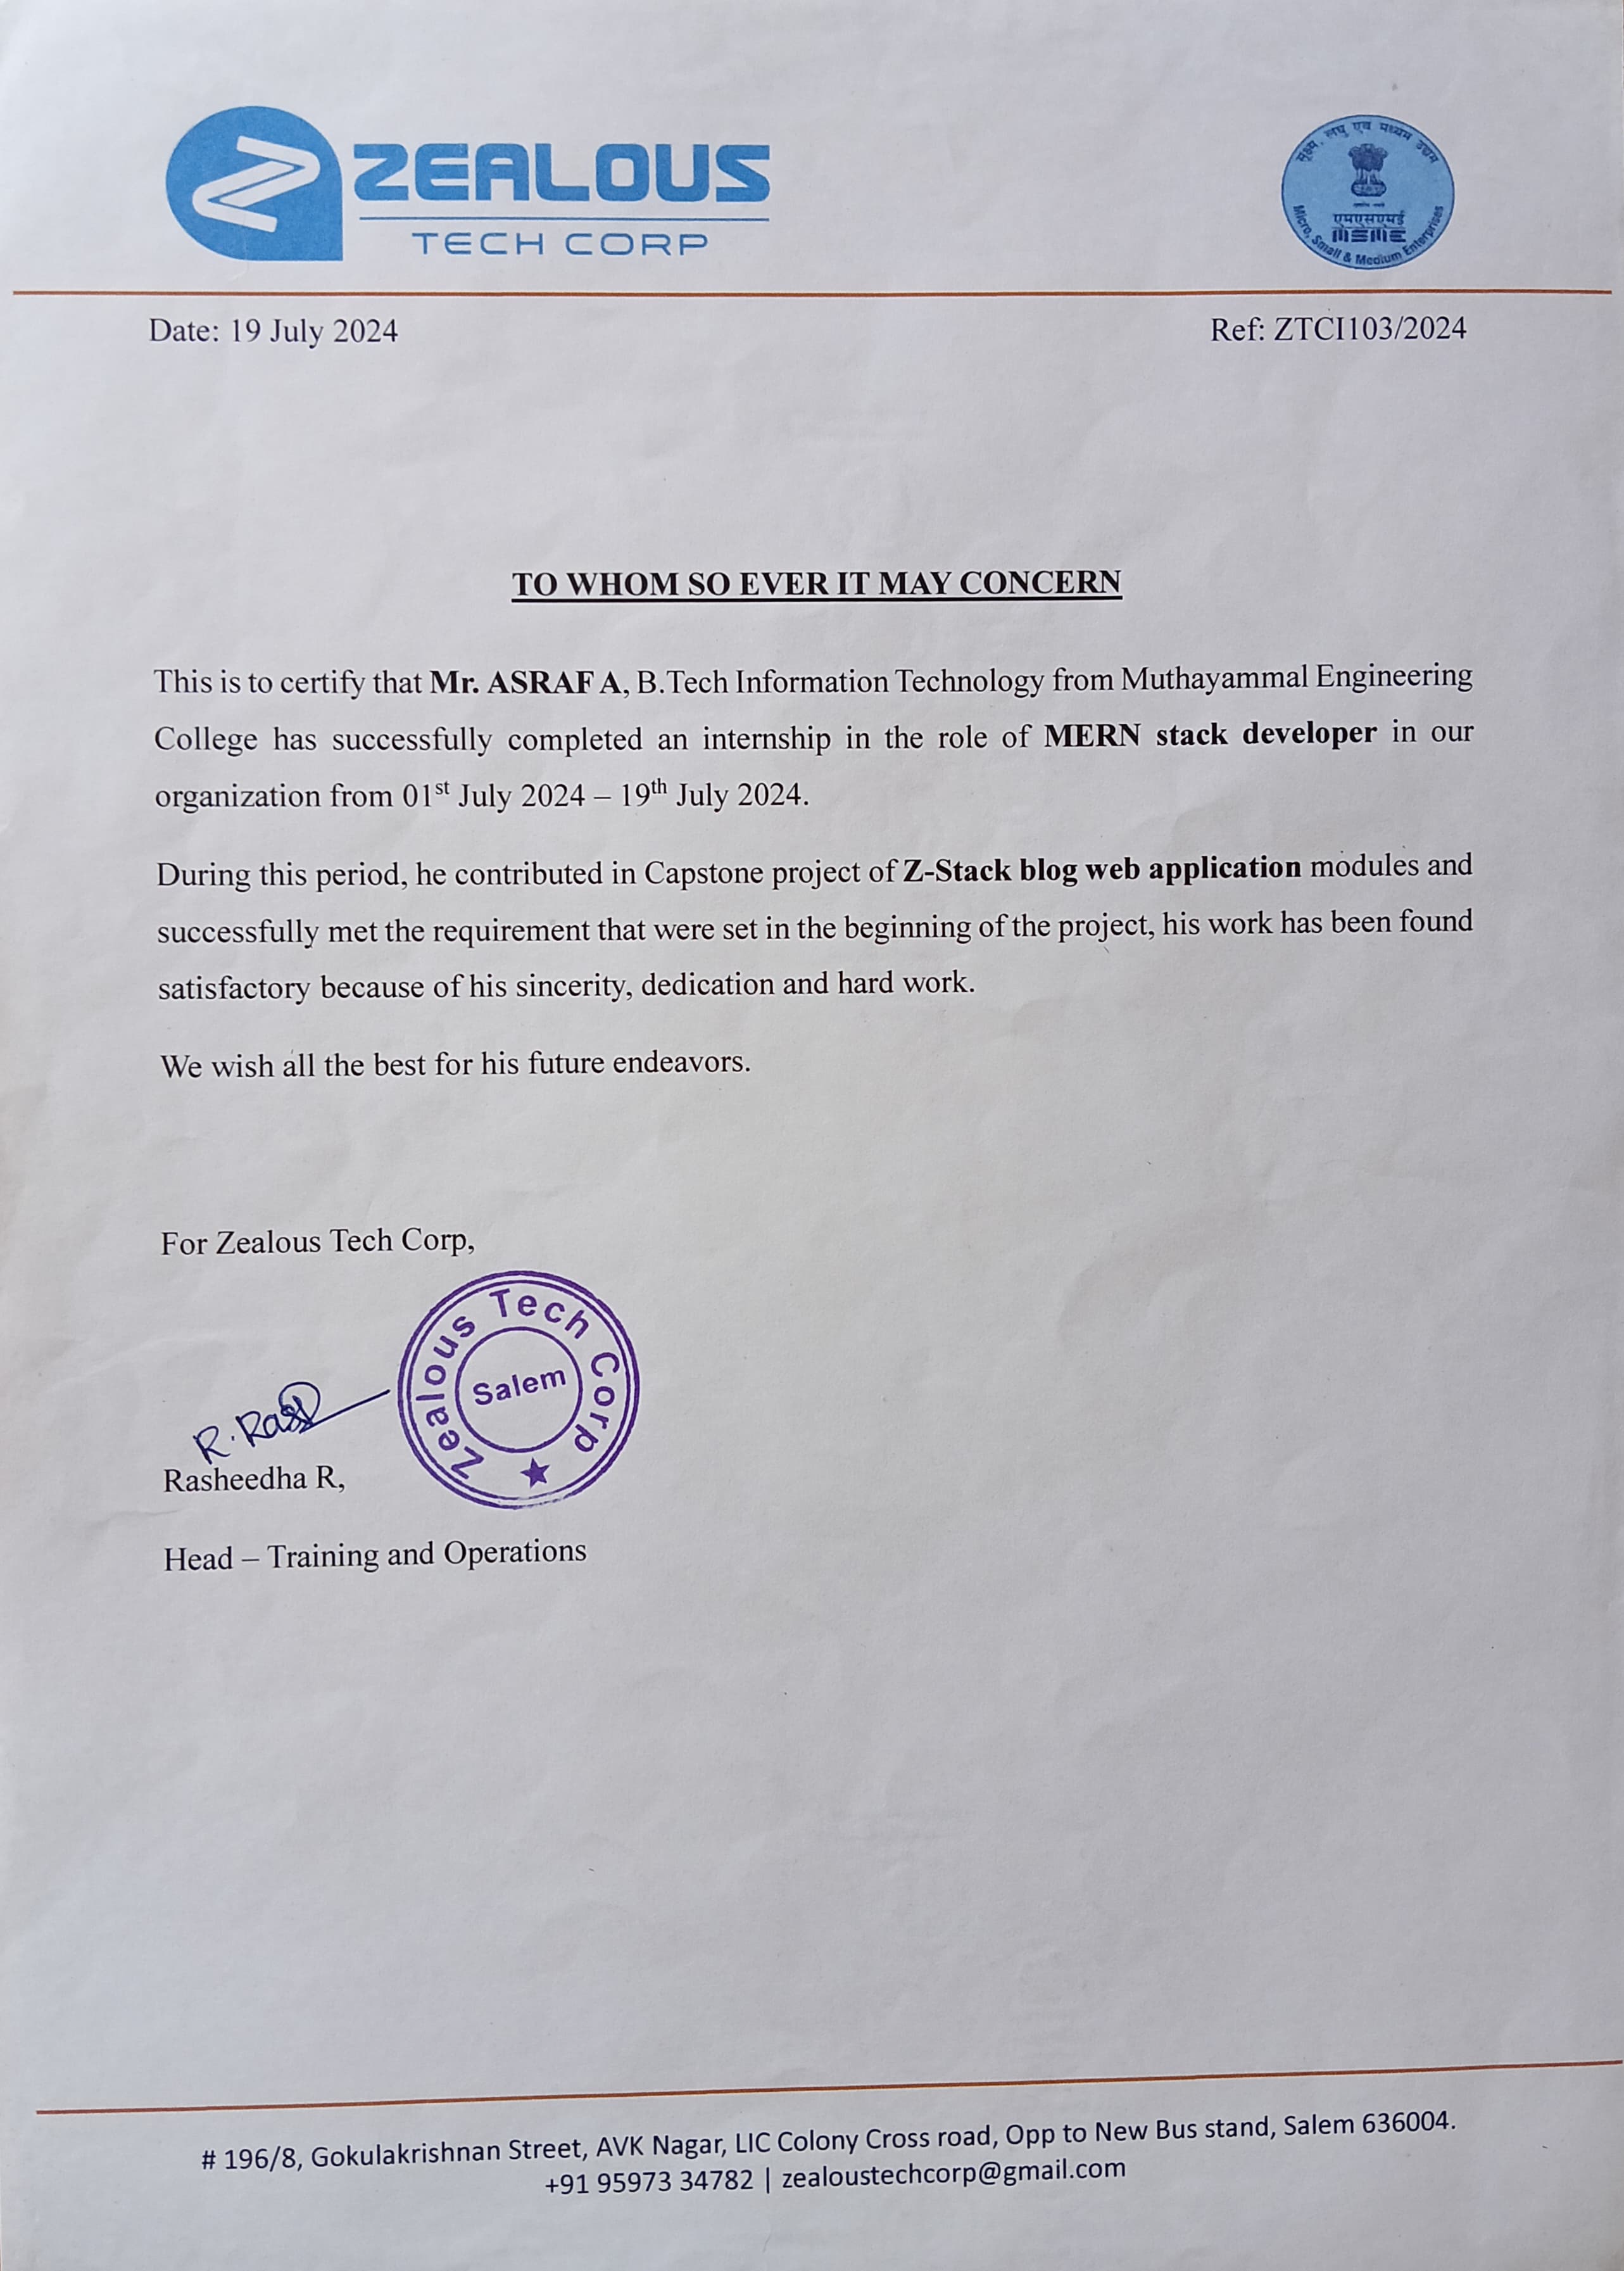 ZEALOUS
TECH CORP
सूक्ष्म, लघु एवं मध्यम उद्यम
एमएसएमई
MSME
Micro, Small & Medium Enterprises
Date: 19 July 2024
Ref: ZTCI103/2024
TO WHOM SO EVER IT MAY CONCERN
This is to certify that Mr. ASRAF A, B.Tech Information Technology from Muthayammal Engineering
College has successfully completed an internship in the role of MERN stack developer in our
organization from 01st July 2024 – 19th July 2024.
During this period, he contributed in Capstone project of Z-Stack blog web application modules and
successfully met the requirement that were set in the beginning of the project, his work has been found
satisfactory because of his sincerity, dedication and hard work.
We wish all the best for his future endeavors.
For Zealous Tech Corp,
Zealous Tech Corp
Salem
R. Ras
Rasheedha R,
Head – Training and Operations
# 196/8, Gokulakrishnan Street, AVK Nagar, LIC Colony Cross road, Opp to New Bus stand, Salem 636004.
+91 95973 34782 | zealoustechcorp@gmail.com